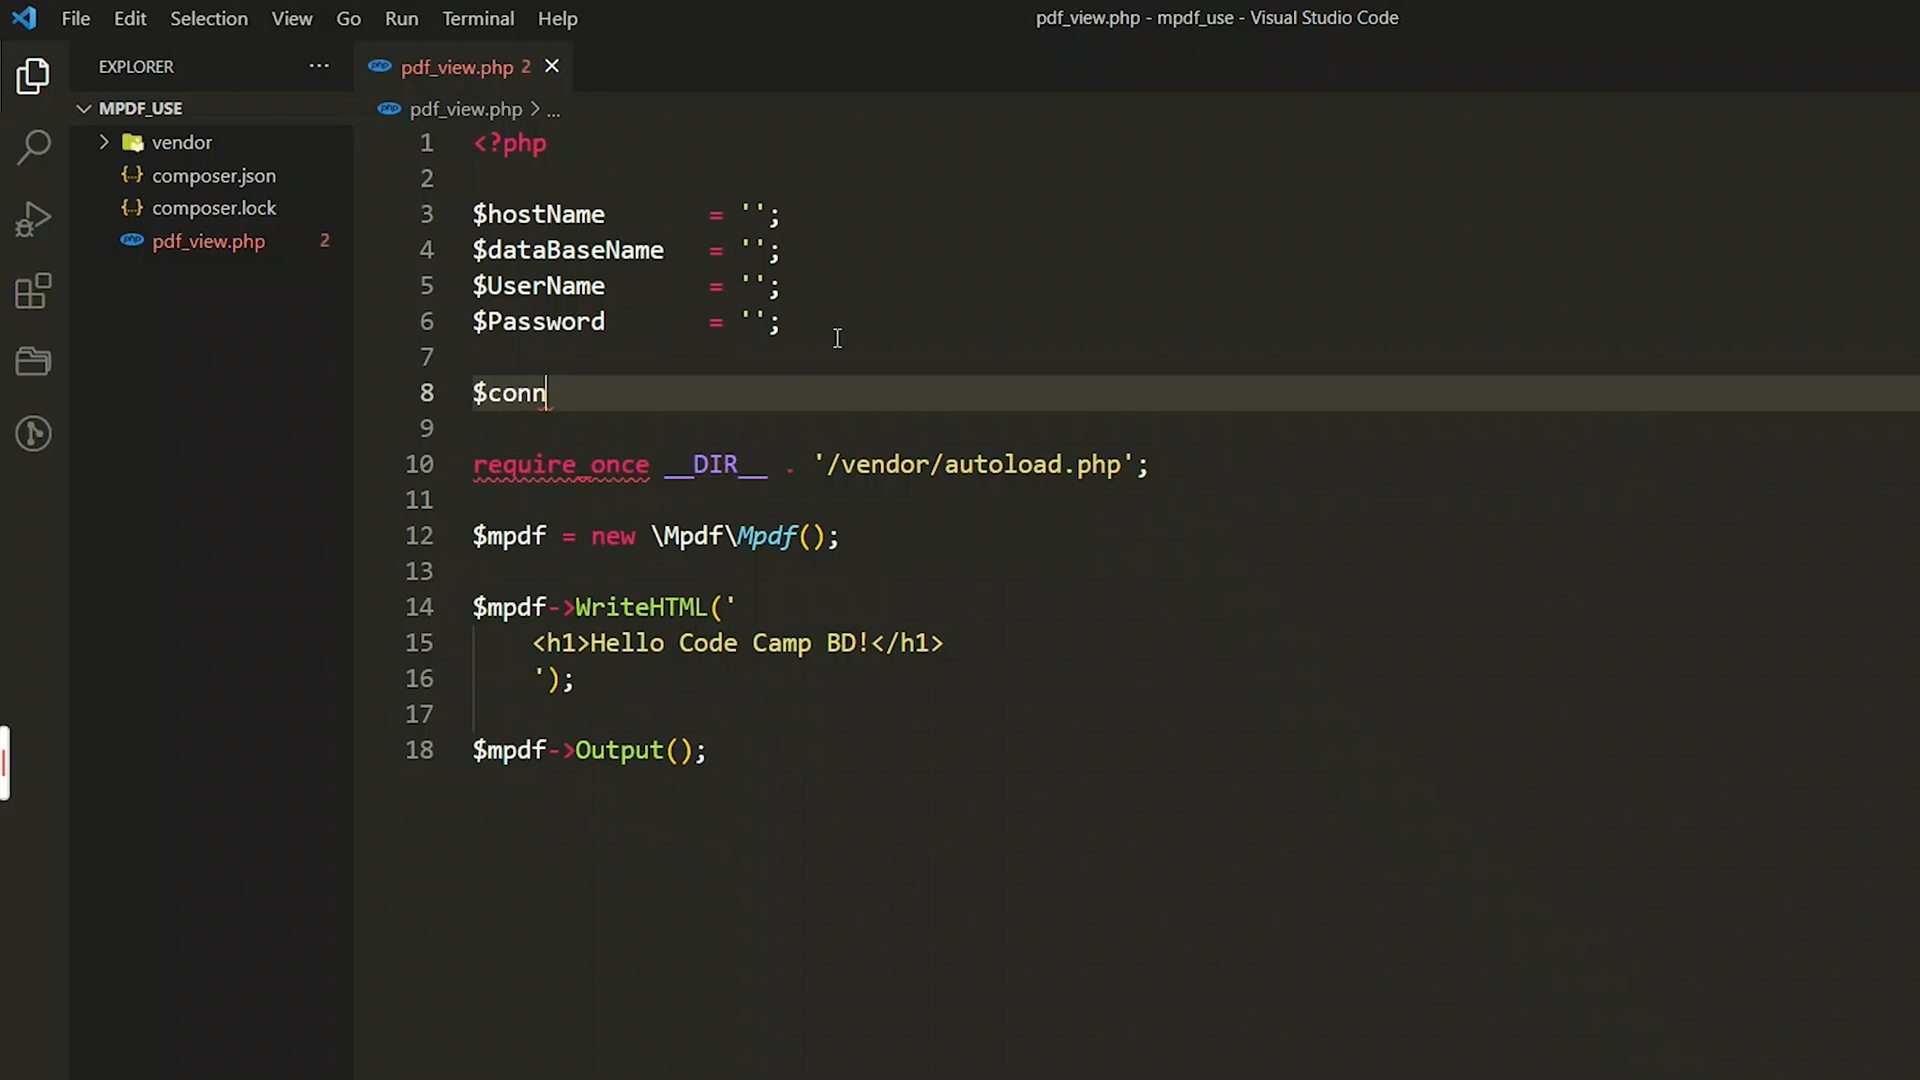 File Edit Selection View Go Run Terminal Help
pdf_view.php - mpdf_use - Visual Studio Code
EXPLORER ...
pdf_view.php 2
MPDF_USE
pdf_view.php > ...
vendor
composer.json
composer.lock
pdf_view.php 2
1 <?php
2
3 $hostName = '';
4 $dataBaseName = '';
5 $UserName = '';
6 $Password = '';
7
8 $conn
9
10 require_once __DIR__ . '/vendor/autoload.php';
11
12 $mpdf = new \Mpdf\Mpdf();
13
14 $mpdf->WriteHTML('
15 <h1>Hello Code Camp BD!</h1>
16 ');
17
18 $mpdf->Output();